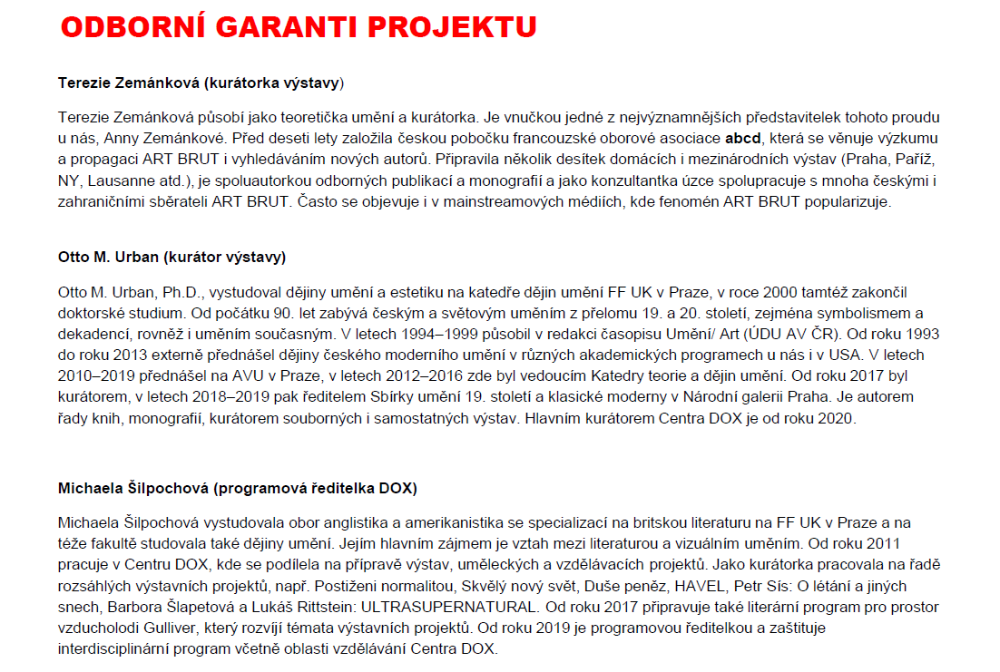 ODBORNÍ GARANTI PROJEKTU
Terezie Zemánková (kurátorka výstavy)
Terezie Zemánková působí jako teoretička umění a kurátorka. Je vnučkou jedné z nejvýznamnějších představitelek tohoto proudu
u nás, Anny Zemánkové. Před deseti lety založila českou pobočku francouzské oborové asociace abcd, která se věnuje výzkumu
a propagaci ART BRUT i vyhledáváním nových autorů. Připravila několik desítek domácích i mezinárodních výstav (Praha, Paříž,
NY, Lausanne atd.), je spoluautorkou odborných publikací a monografií a jako konzultantka úzce spolupracuje s mnoha českými i
zahraničními sběrateli ART BRUT. Často se objevuje i v mainstreamových médiích, kde fenomén ART BRUT popularizuje.
Otto M. Urban (kurátor výstavy)
Otto M. Urban, Ph.D., vystudoval dějiny umění a estetiku na katedře dějin umění FF UK v Praze, v roce 2000 tamtéž zakončil
doktorské studium. Od počátku 90. let zabývá českým a světovým uměním z přelomu 19. a 20. století, zejména symbolismem a
dekadencí, rovněž i uměním současným. V letech 1994–1999 působil v redakci časopisu Umění/ Art (ÚDU AV ČR). Od roku 1993
do roku 2013 externě přednášel dějiny českého moderního umění v různých akademických programech u nás i v USA. V letech
2010–2019 přednášel na AVU v Praze, v letech 2012–2016 zde byl vedoucím Katedry teorie a dějin umění. Od roku 2017 byl
kurátorem, v letech 2018–2019 pak ředitelem Sbírky umění 19. století a klasické moderny v Národní galerii Praha. Je autorem
řady knih, monografií, kurátorem souborných i samostatných výstav. Hlavním kurátorem Centra DOX je od roku 2020.
Michaela Šilpochová (programová ředitelka DOX)
Michaela Šilpochová vystudovala obor anglistika a amerikanistika se specializací na britskou literaturu na FF UK v Praze a na
téže fakultě studovala také dějiny umění. Jejím hlavním zájmem je vztah mezi literaturou a vizuálním uměním. Od roku 2011
pracuje v Centru DOX, kde se podílela na přípravě výstav, uměleckých a vzdělávacích projektů. Jako kurátorka pracovala na řadě
rozsáhlých výstavních projektů, např. Postiženi normalitou, Skvělý nový svět, Duše peněz, HAVEL, Petr Sís: O létání a jiných
snech, Barbora Šlapetová a Lukáš Rittstein: ULTRASUPERNATURAL. Od roku 2017 připravuje také literární program pro prostor
vzducholodi Gulliver, který rozvíjí témata výstavních projektů. Od roku 2019 je programovou ředitelkou a zaštituje
interdisciplinární program včetně oblasti vzdělávání Centra DOX.